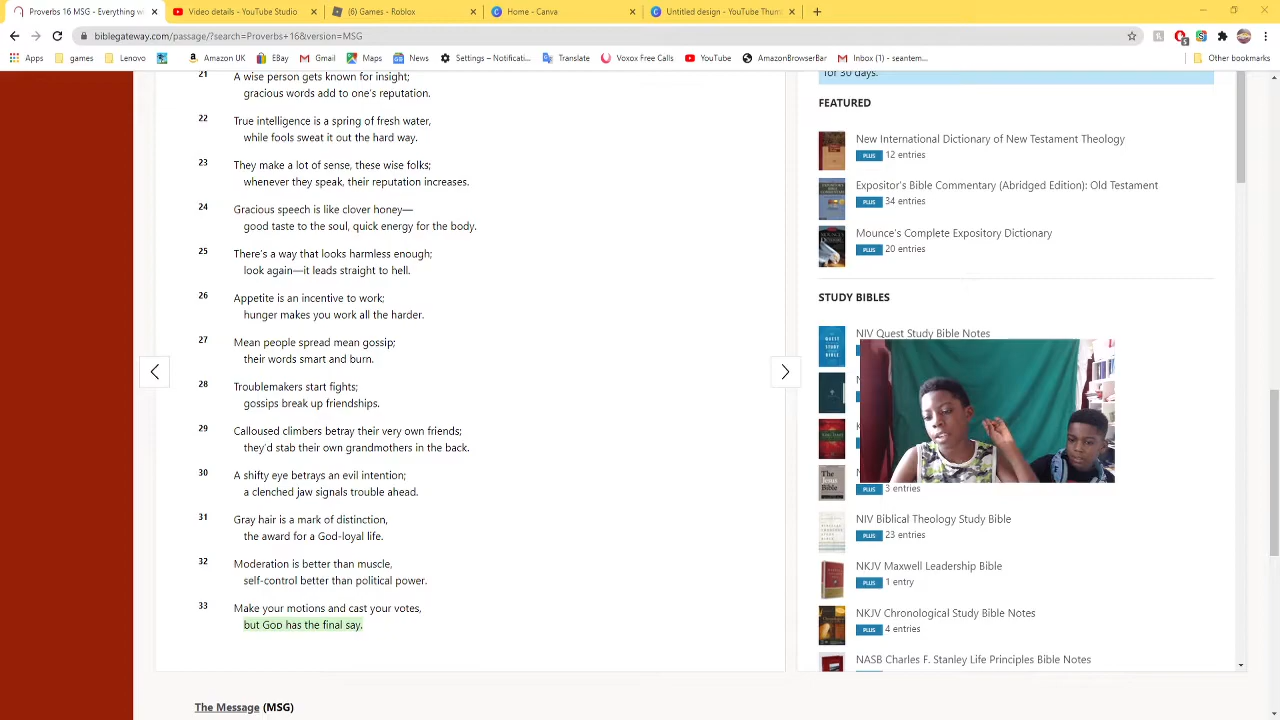 Proverbs 16 MSG - Everything wi
Video details - YouTube Studio
(6) Games - Roblox
Home - Canva
Untitled design - YouTube Thum
biblegateway.com/passage/?search=Proverbs+16&version=MSG
Apps games Lenovo Amazon UK EBay Gmail Maps News Settings – Notificati... Translate Voxox Free Calls YouTube AmazonBrowserBar Inbox (1) - seantem... Other bookmarks
21 A wise person gets known for insight;
gracious words add to one's reputation.
22 True intelligence is a spring of fresh water,
while fools sweat it out the hard way.
23 They make a lot of sense, these wise folks;
whenever they speak, their reputation increases.
24 Gracious speech is like clover honey—
good taste to the soul, quick energy for the body.
25 There's a way that looks harmless enough;
look again—it leads straight to hell.
26 Appetite is an incentive to work;
hunger makes you work all the harder.
27 Mean people spread mean gossip;
their words smart and burn.
28 Troublemakers start fights;
gossips break up friendships.
29 Calloused climbers betray their very own friends;
they'd stab their own grandmothers in the back.
30 A shifty eye betrays an evil intention;
a clenched jaw signals trouble ahead.
31 Gray hair is a mark of distinction,
the award for a God-loyal life.
32 Moderation is better than muscle,
self-control better than political power.
33 Make your motions and cast your votes,
but GOD has the final say.
The Message (MSG)
for 30 days.
FEATURED
New International Dictionary of New Testament Theology
PLUS 12 entries
Expositor's Bible Commentary (Abridged Edition): Old Testament
PLUS 34 entries
Mounce's Complete Expository Dictionary
PLUS 20 entries
STUDY BIBLES
NIV Quest Study Bible Notes
The Jesus Bible
PLUS 3 entries
NIV Biblical Theology Study Bible
PLUS 23 entries
NKJV Maxwell Leadership Bible
PLUS 1 entry
NKJV Chronological Study Bible Notes
PLUS 4 entries
NASB Charles F. Stanley Life Principles Bible Notes